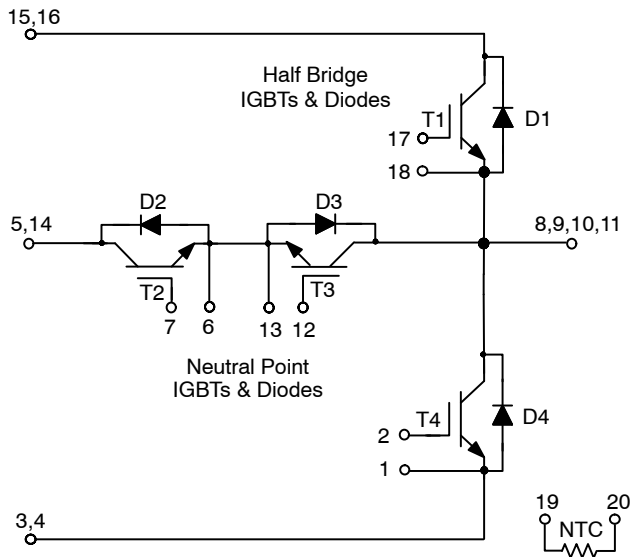 15,16
Half Bridge
IGBTs & Diodes
T1
D1
17
18
D2
D3
5,14
8,9,10,11
T2
T3
7
6
13
12
Neutral Point
IGBTs & Diodes
T4
D4
2
1
3,4
19
20
NTC